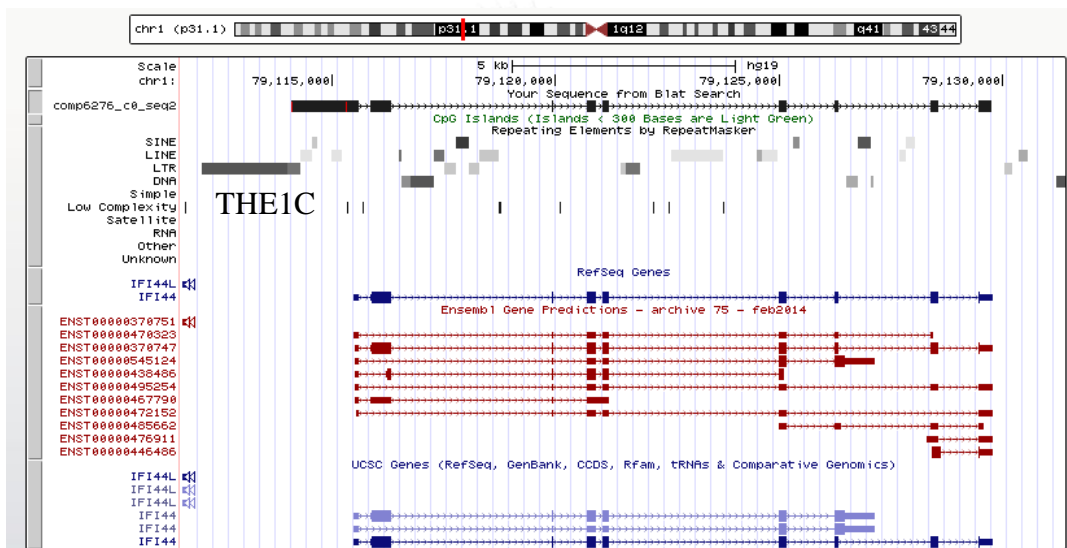 chr1 (p31.1) p31.1 1q12 q41 43 44
Scale 5 kb hg19
chr1: 79,115,000 79,120,000 79,125,000 79,130,000
Your Sequence from Blat Search
comp6276_c0_seq2
CpG Islands (Islands < 300 Bases are Light Green)
Repeating Elements by RepeatMasker
SINE
LINE
LTR
DNA
Simple
THE1C
Low Complexity
Satellite
RNA
Other
Unknown
RefSeq Genes
IFI44L
IFI44
Ensembl Gene Predictions - archive 75 - feb2014
ENST00000370751
ENST00000470323
ENST00000370747
ENST00000545124
ENST00000438486
ENST00000495254
ENST00000467790
ENST00000472152
ENST00000485662
ENST00000476911
ENST00000446486
UCSC Genes (RefSeq, GenBank, CCDS, Rfam, tRNAs & Comparative Genomics)
IFI44L
IFI44L
IFI44L
IFI44
IFI44
IFI44